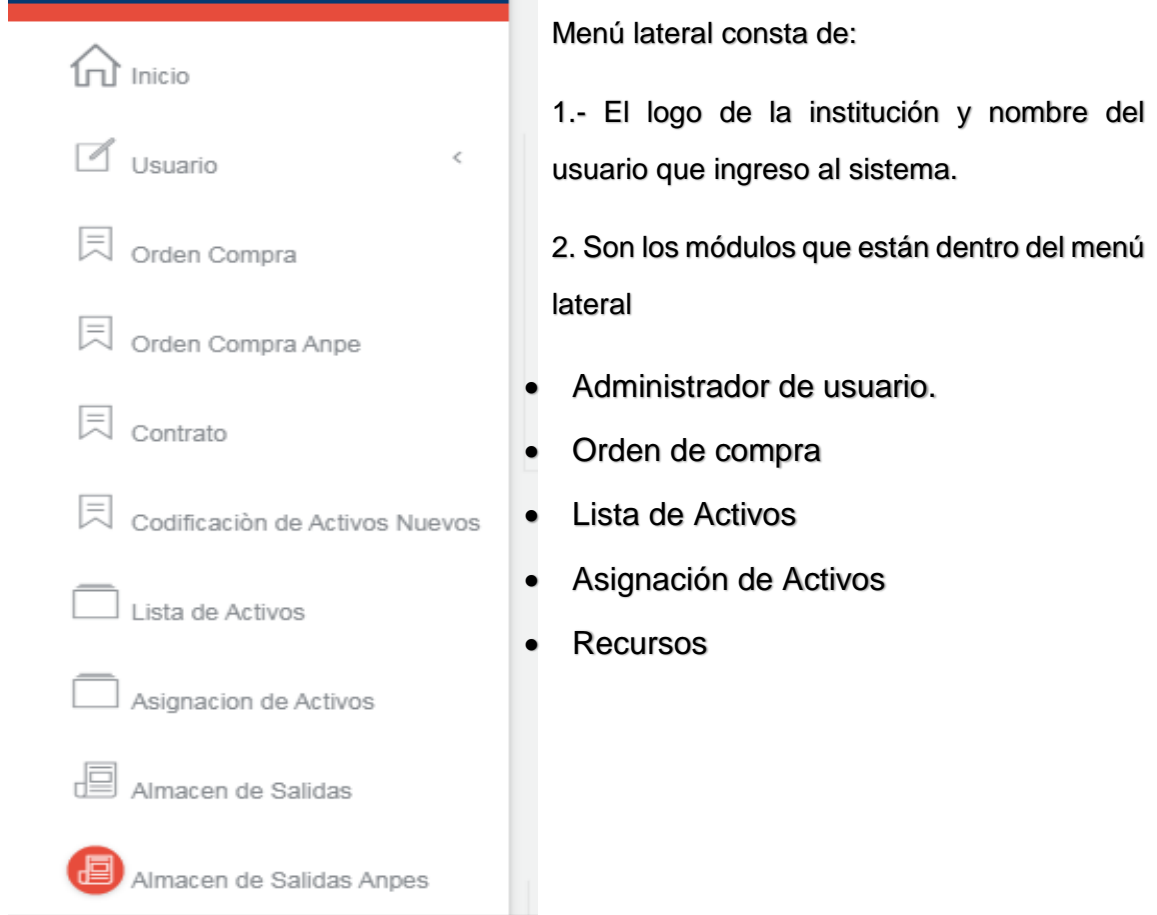 Inicio
Usuario <
Orden Compra
Orden Compra Anpe
Contrato
Codificaciòn de Activos Nuevos
Lista de Activos
Asignacion de Activos
Almacen de Salidas
Almacen de Salidas Anpes
Menú lateral consta de:
1.- El logo de la institución y nombre del
usuario que ingreso al sistema.
2. Son los módulos que están dentro del menú
lateral
• Administrador de usuario.
• Orden de compra
• Lista de Activos
• Asignación de Activos
• Recursos